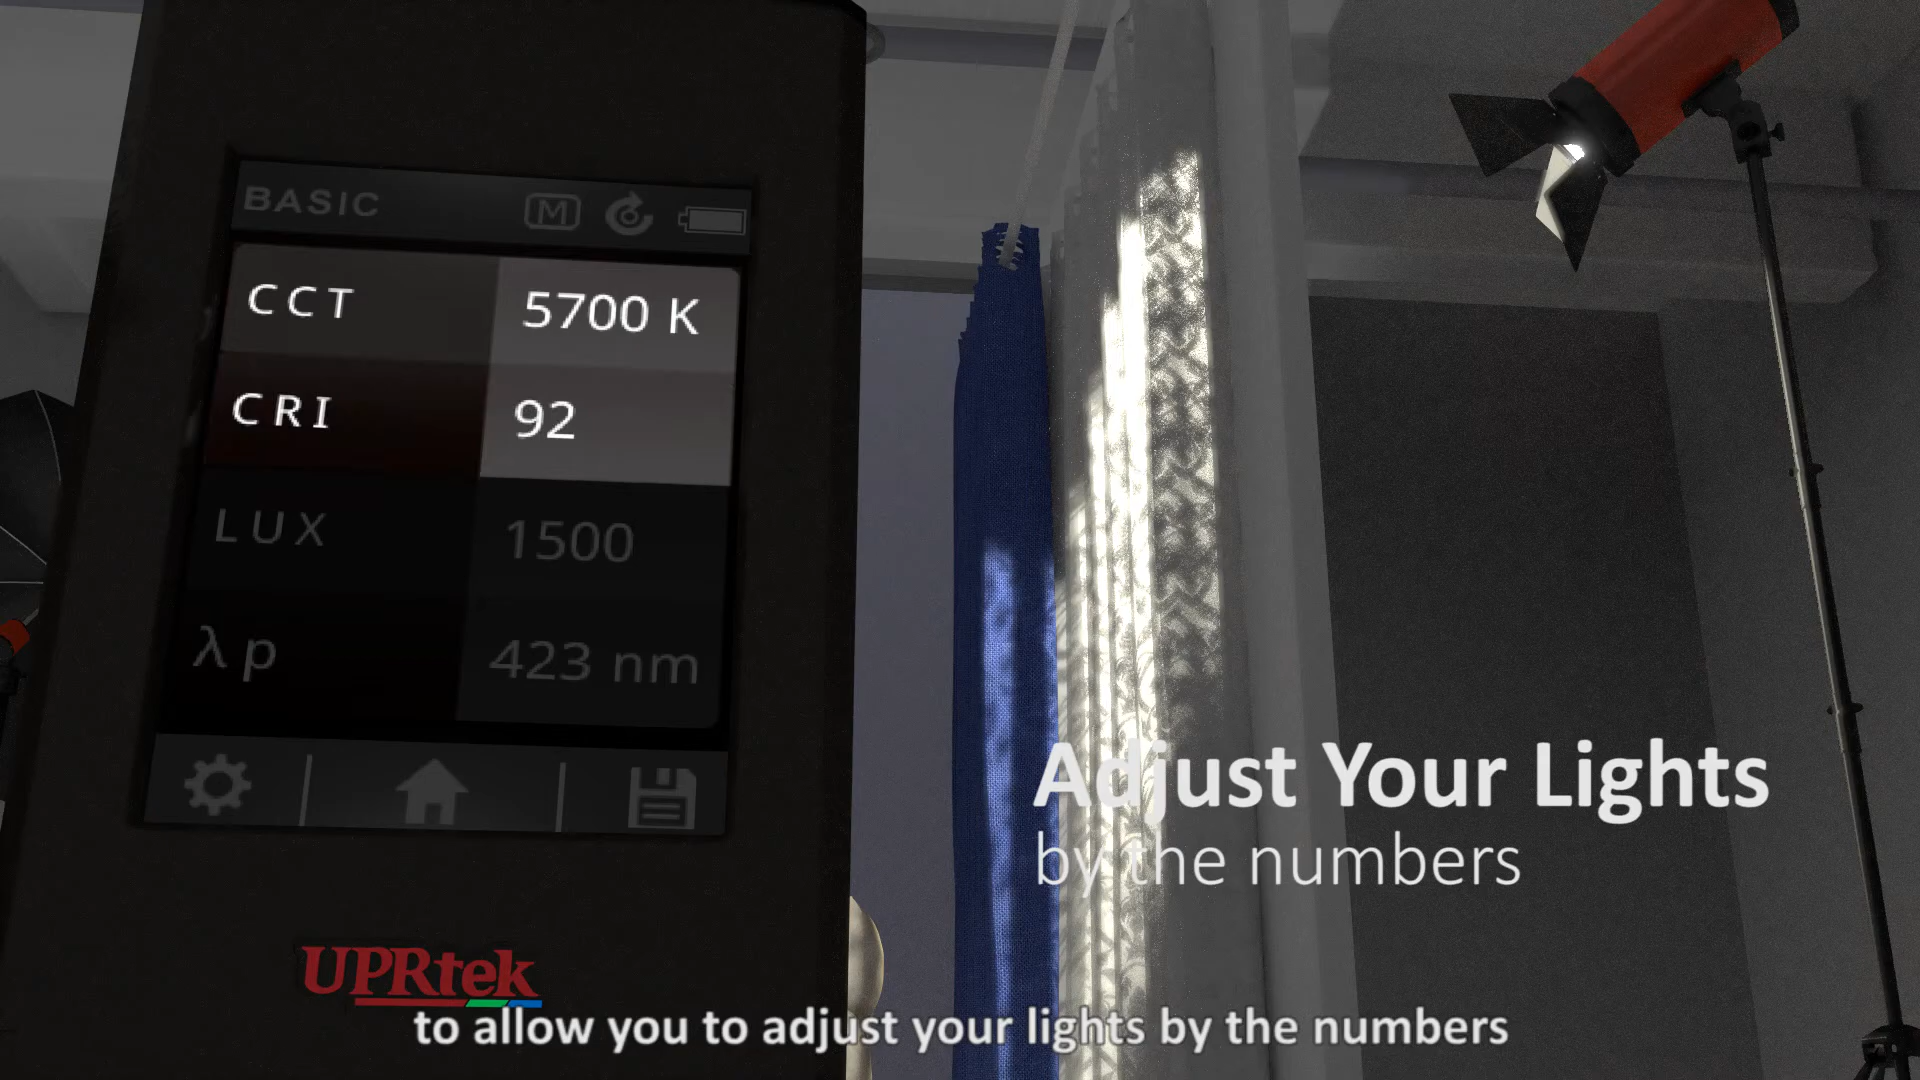 BASIC M
CCT 5700 K
CRI 92
LUX 1500
λp 423 nm
Adjust Your Lights
by the numbers
UPRtek
to allow you to adjust your lights by the numbers